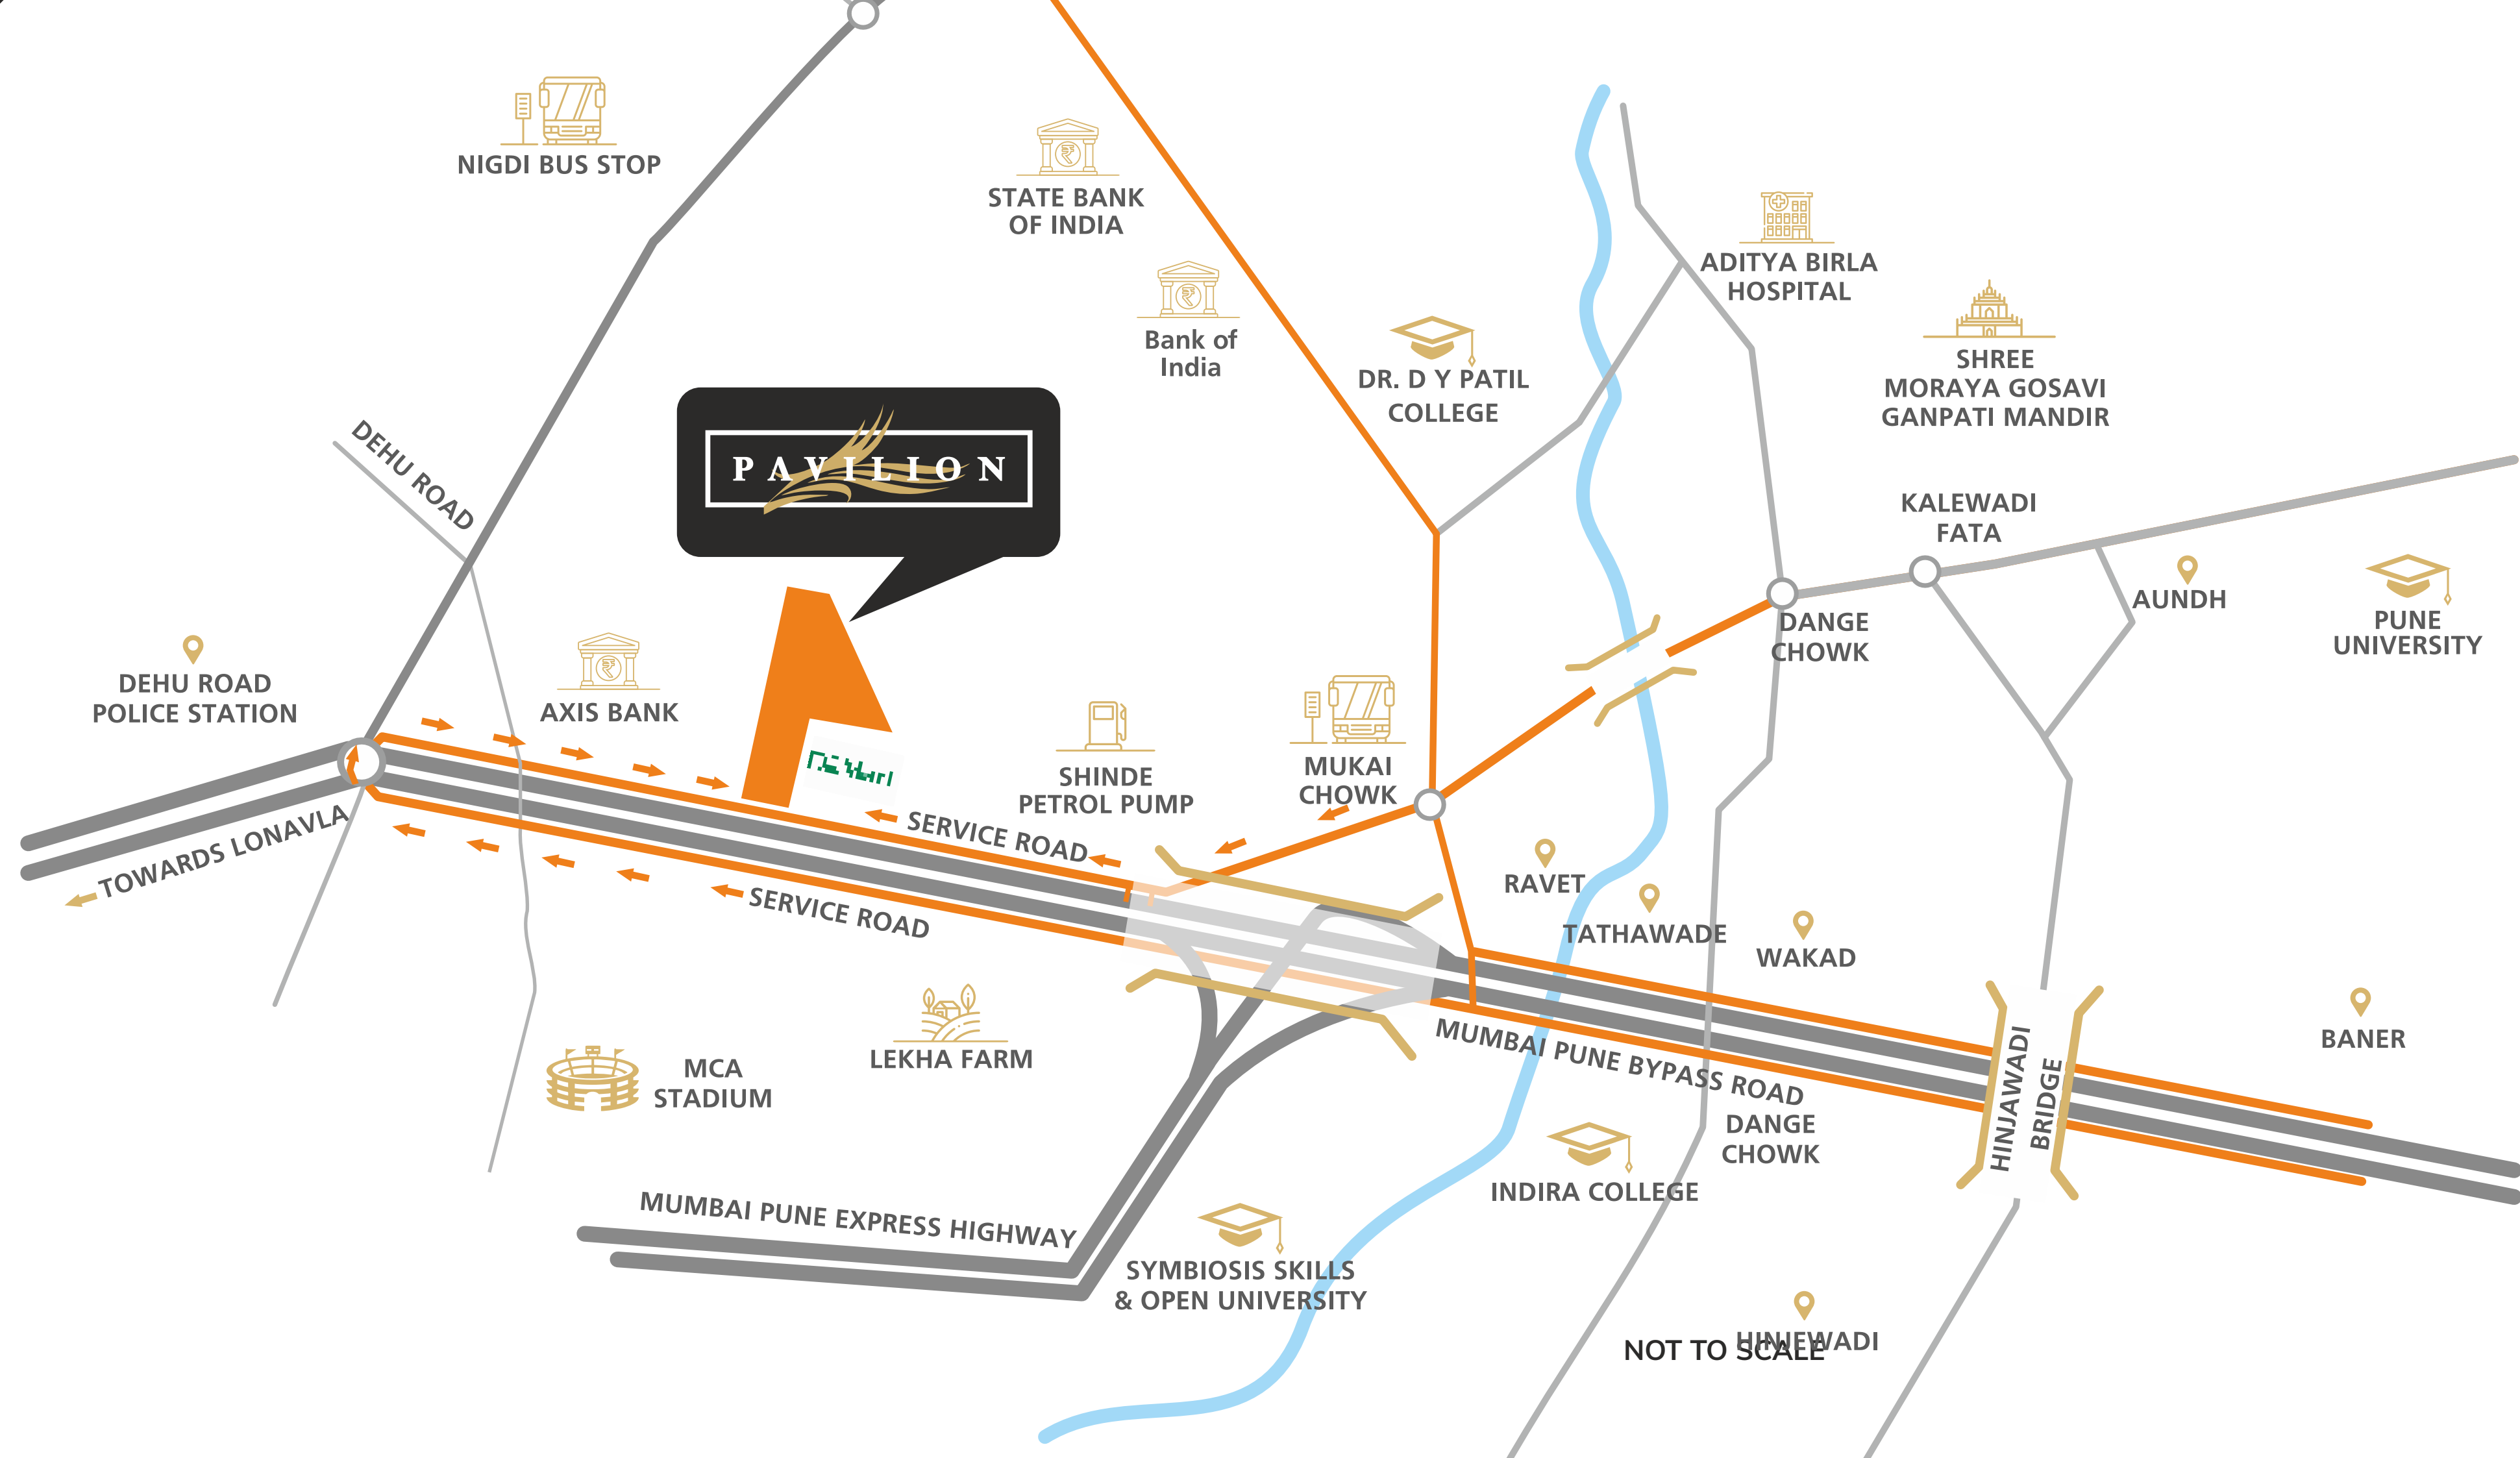 NIGDI BUS STOP
STATE BANK
OF INDIA
ADITYA BIRLA
HOSPITAL
Bank of
India
DR. D Y PATIL
COLLEGE
SHREE
MORAYA GOSAVI
GANPATI MANDIR
DEHU ROAD
PAVILION
KALEWADI
FATA
AUNDH
PUNE
UNIVERSITY
DANGE
CHOWK
DEHU ROAD
POLICE STATION
AXIS BANK
SHINDE
PETROL PUMP
MUKAI
CHOWK
TOWARDS LONAVLA
SERVICE ROAD
SERVICE ROAD
RAVET
TATHAWADE
WAKAD
LEKHA FARM
MCA
STADIUM
MUMBAI PUNE BYPASS ROAD
HINJAWADI
BRIDGE
BANER
DANGE
CHOWK
INDIRA COLLEGE
MUMBAI PUNE EXPRESS HIGHWAY
SYMBIOSIS SKILLS
& OPEN UNIVERSITY
HINJEWADI
NOT TO SCALE